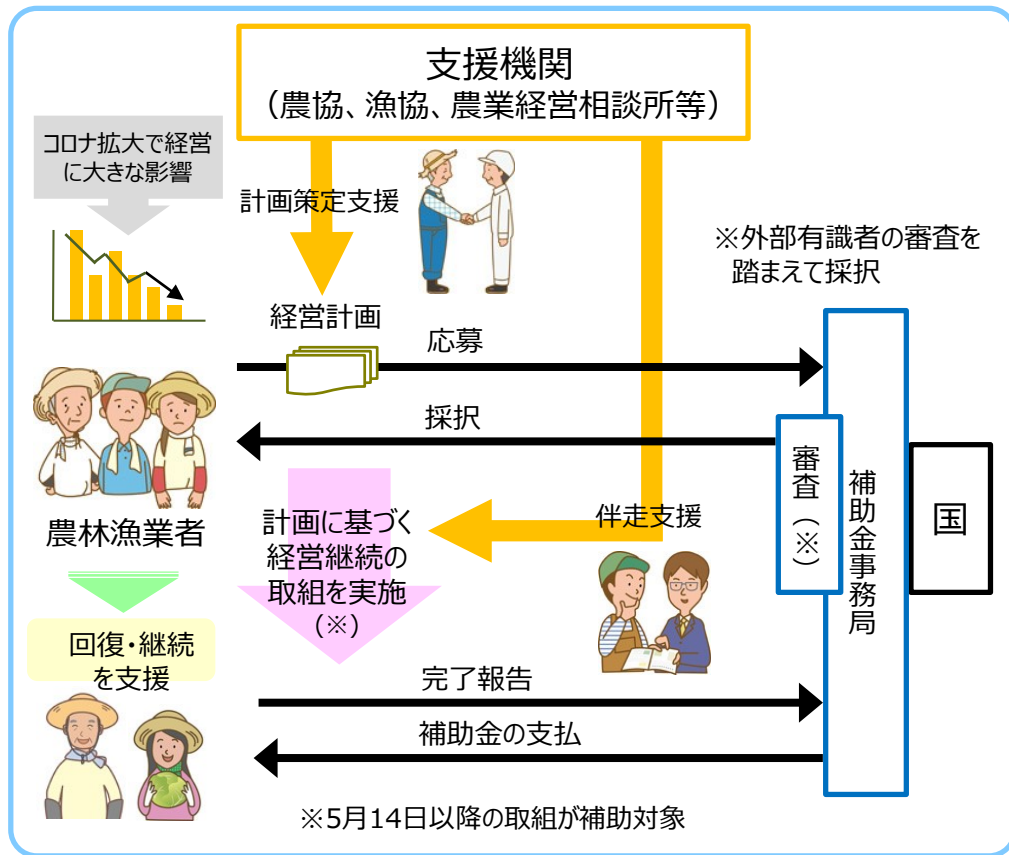 支援機関
（農協、漁協、農業経営相談所等）
コロナ拡大で経営
に大きな影響
計画策定支援
※外部有識者の審査を
踏まえて採択
経営計画
応募
採択
農林漁業者
計画に基づく
経営継続の
取組を実施
（※）
伴走支援
審査（※）
補助金事務局
国
回復・継続
を支援
完了報告
補助金の支払
※5月14日以降の取組が補助対象